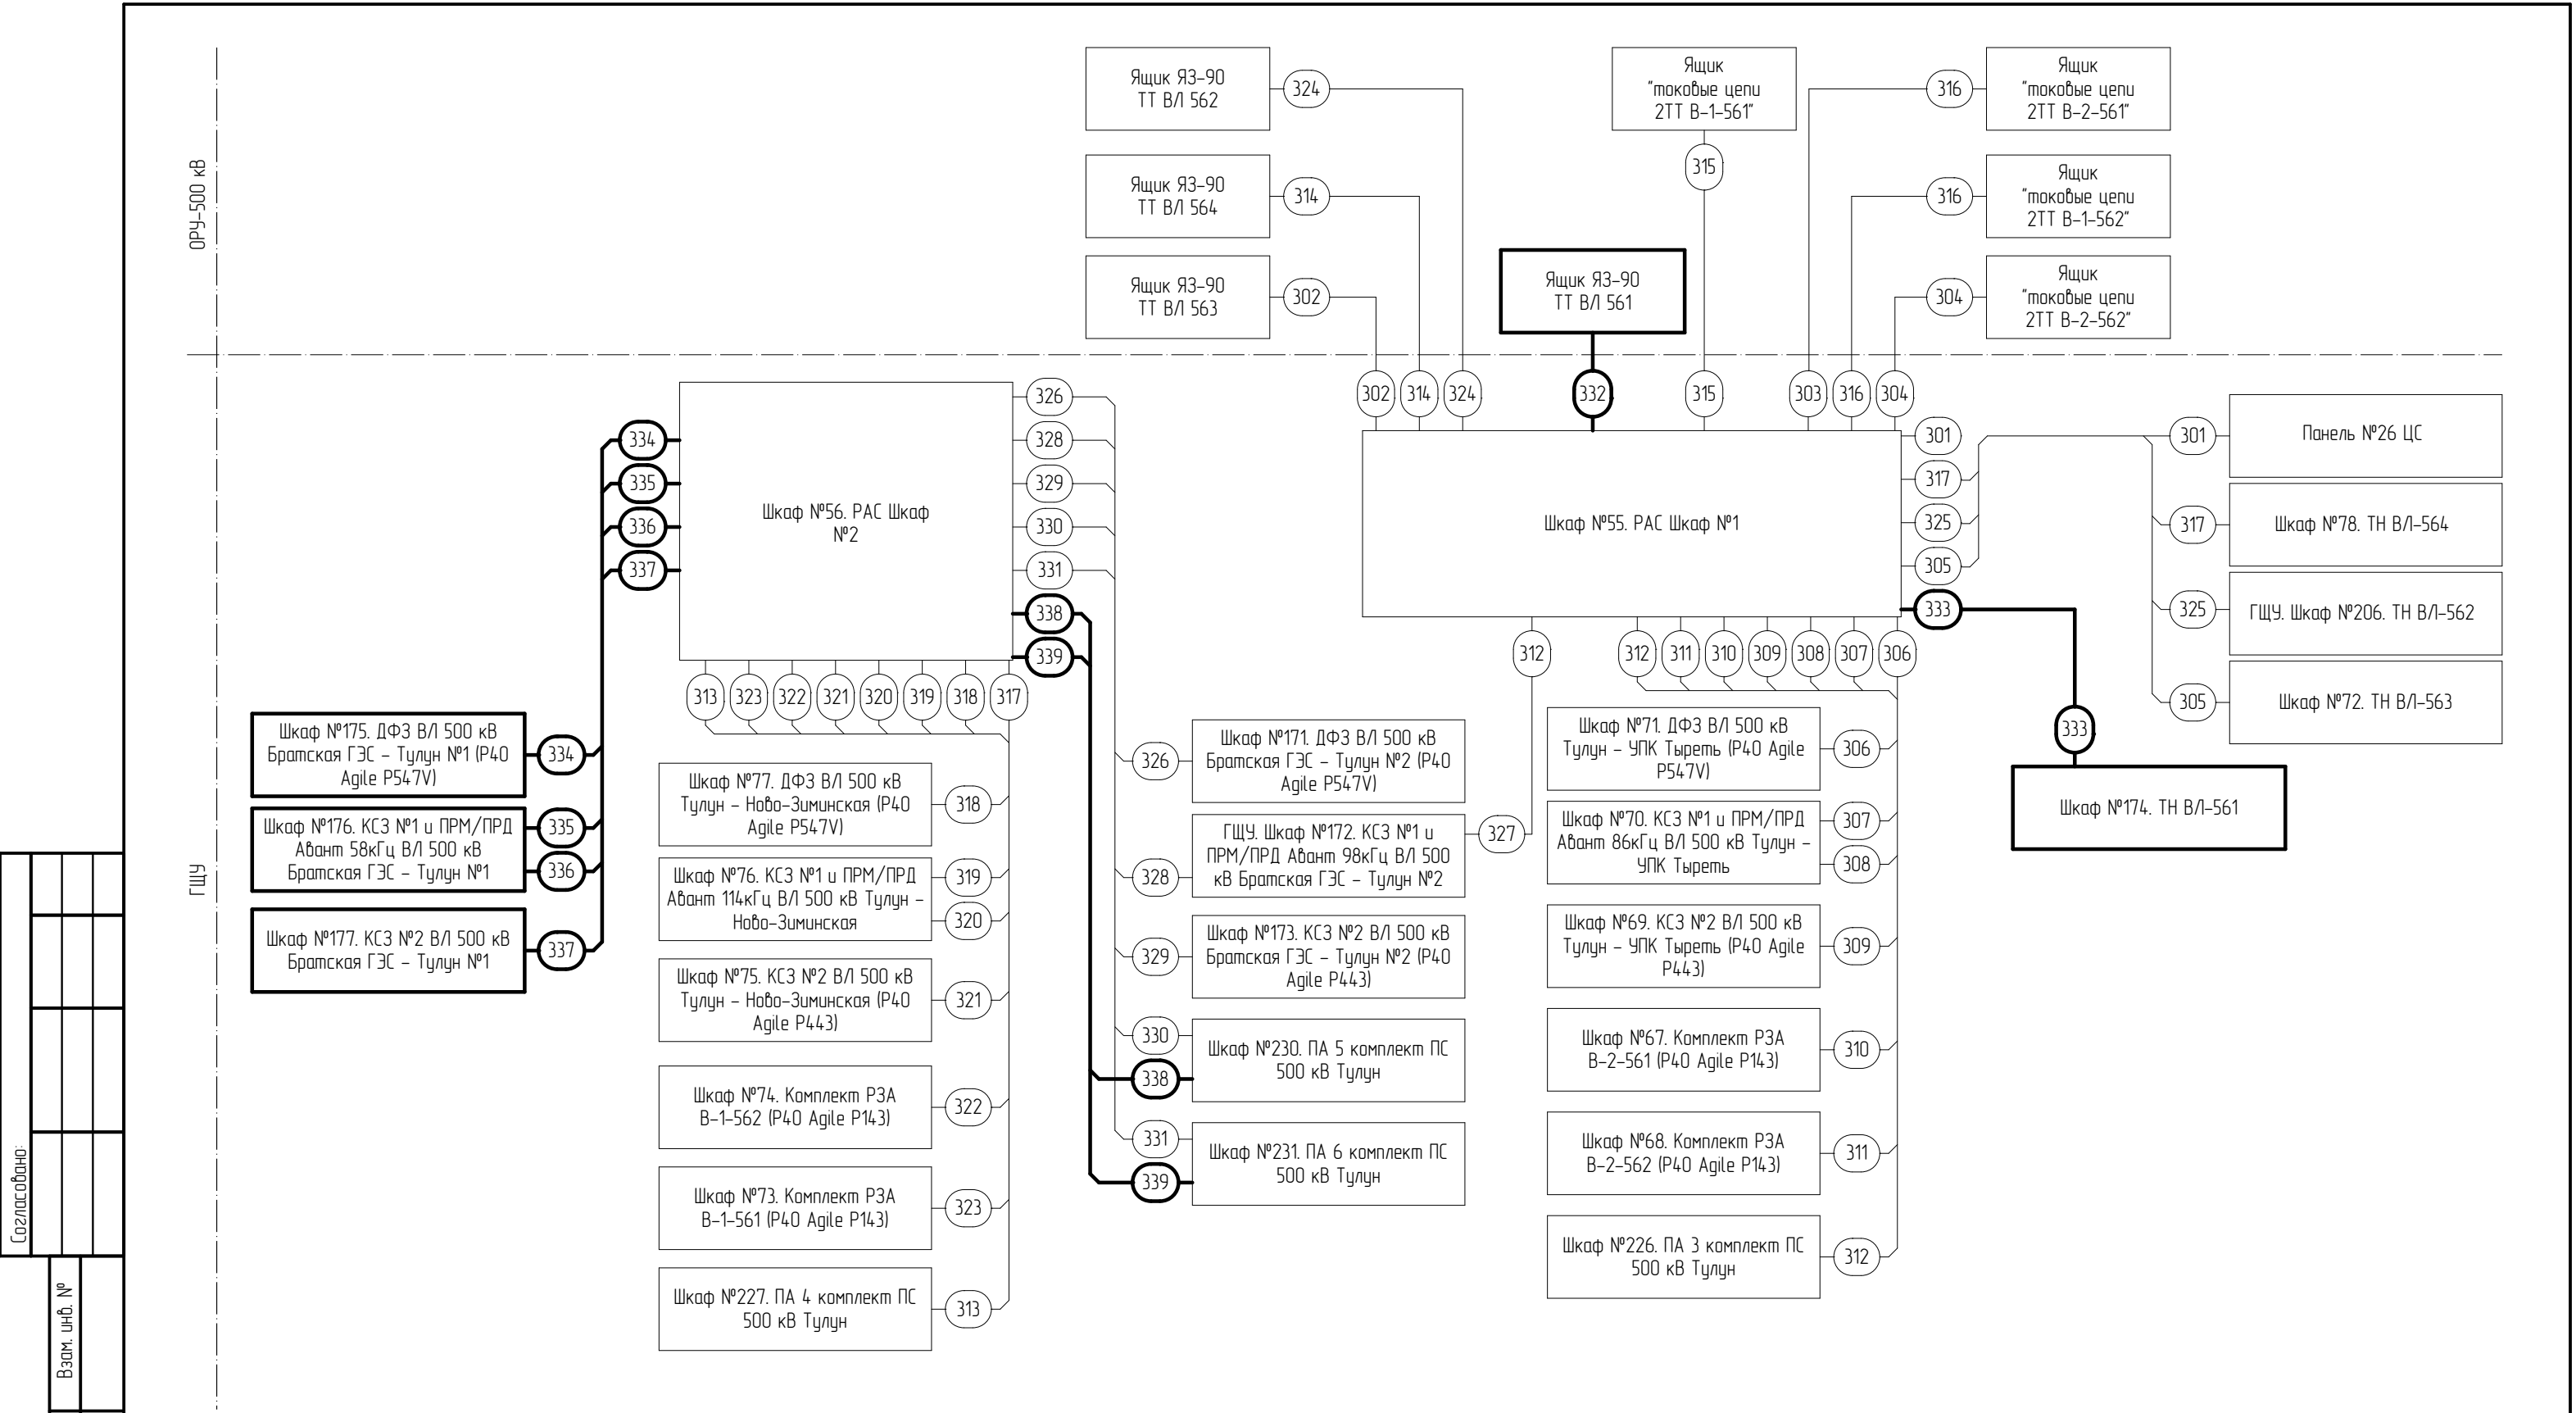 ОРУ-500 кВ
Ящик ЯЗ-90
ТТ ВЛ 562
324
Ящик ЯЗ-90
ТТ ВЛ 564
314
Ящик ЯЗ-90
ТТ ВЛ 563
302
Ящик ЯЗ-90
ТТ ВЛ 561
Ящик
"токовые цепи
2ТТ В-1-561"
315
316
Ящик
"токовые цепи
2ТТ В-2-561"
316
Ящик
"токовые цепи
2ТТ В-1-562"
304
Ящик
"токовые цепи
2ТТ В-2-562"
302
314
324
332
315
303
316
304
ГЩУ
334
335
336
337
Шкаф №56. РАС Шкаф
№2
326
328
329
330
331
338
339
313
323
322
321
320
319
318
317
Шкаф №55. РАС Шкаф №1
301
317
325
305
333
312
312
311
310
309
308
307
306
301
Панель №26 ЦС
317
Шкаф №78. ТН ВЛ-564
325
ГЩУ. Шкаф №206. ТН ВЛ-562
305
Шкаф №72. ТН ВЛ-563
333
Шкаф №174. ТН ВЛ-561
Шкаф №175. ДФЗ ВЛ 500 кВ
Братская ГЭС - Тулун №1 (P40
Agile P547V)
334
Шкаф №176. КСЗ №1 и ПРМ/ПРД
Авант 58кГц ВЛ 500 кВ
Братская ГЭС - Тулун №1
335
336
Шкаф №177. КСЗ №2 ВЛ 500 кВ
Братская ГЭС - Тулун №1
337
Шкаф №77. ДФЗ ВЛ 500 кВ
Тулун - Ново-Зиминская (P40
Agile P547V)
318
Шкаф №76. КСЗ №1 и ПРМ/ПРД
Авант 114кГц ВЛ 500 кВ Тулун -
Ново-Зиминская
319
320
Шкаф №75. КСЗ №2 ВЛ 500 кВ
Тулун - Ново-Зиминская (P40
Agile P443)
321
Шкаф №74. Комплект РЗА
В-1-562 (P40 Agile P143)
322
Шкаф №73. Комплект РЗА
В-1-561 (P40 Agile P143)
323
Шкаф №227. ПА 4 комплект ПС
500 кВ Тулун
313
326
Шкаф №171. ДФЗ ВЛ 500 кВ
Братская ГЭС - Тулун №2 (P40
Agile P547V)
328
ГЩУ. Шкаф №172. КСЗ №1 и
ПРМ/ПРД Авант 98кГц ВЛ 500
кВ Братская ГЭС - Тулун №2
327
329
Шкаф №173. КСЗ №2 ВЛ 500 кВ
Братская ГЭС - Тулун №2 (P40
Agile P443)
330
338
Шкаф №230. ПА 5 комплект ПС
500 кВ Тулун
331
339
Шкаф №231. ПА 6 комплект ПС
500 кВ Тулун
Шкаф №71. ДФЗ ВЛ 500 кВ
Тулун - УПК Тыреть (P40 Agile
P547V)
306
Шкаф №70. КСЗ №1 и ПРМ/ПРД
Авант 86кГц ВЛ 500 кВ Тулун -
УПК Тыреть
307
308
Шкаф №69. КСЗ №2 ВЛ 500 кВ
Тулун - УПК Тыреть (P40 Agile
P443)
309
Шкаф №67. Комплект РЗА
В-2-561 (P40 Agile P143)
310
Шкаф №68. Комплект РЗА
В-2-562 (P40 Agile P143)
311
Шкаф №226. ПА 3 комплект ПС
500 кВ Тулун
312
Согласовано:
Взам. инв. №